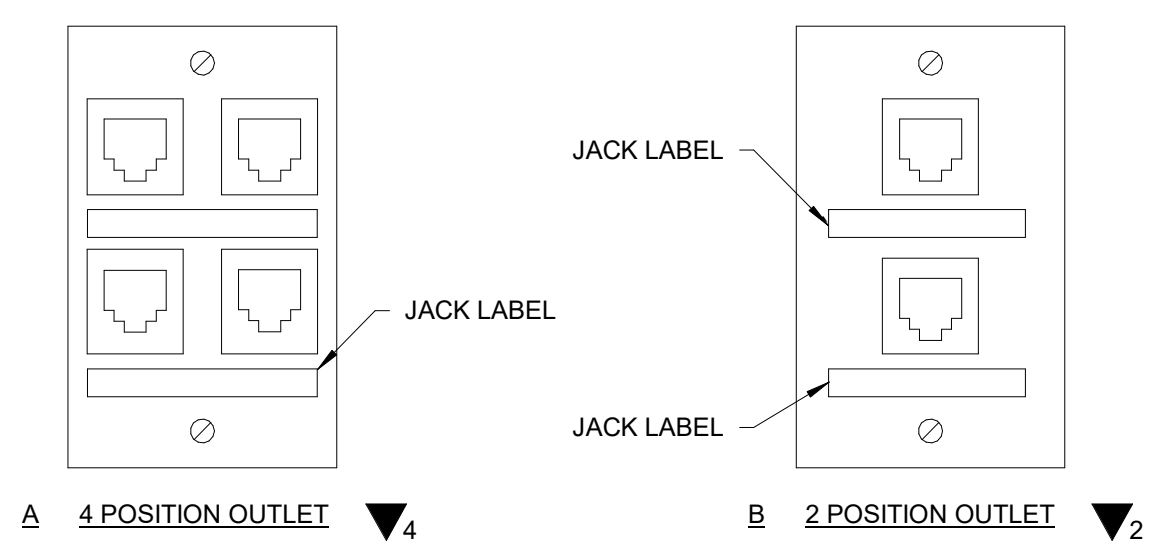 JACK LABEL
JACK LABEL
JACK LABEL
A 4 POSITION OUTLET 4
B 2 POSITION OUTLET 2